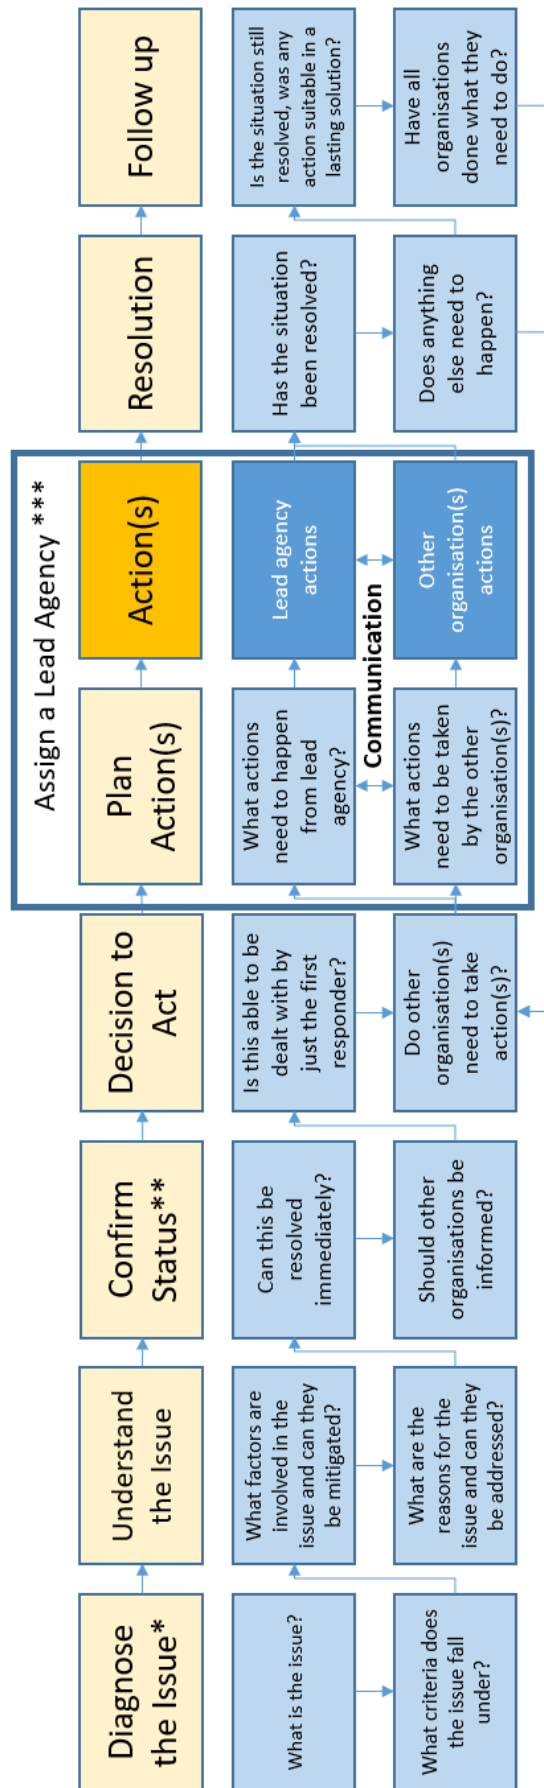 Assign a Lead Agency ***
Diagnose
the Issue*
Understand
the Issue
Confirm
Status**
Decision to
Act
Plan
Action(s)
Action(s)
Resolution
Follow up
What is the issue?
What factors are
involved in the
issue and can they
be mitigated?
Can this be
resolved
immediately?
Is this able to be
dealt with by
just the first
responder?
What actions
need to happen
from lead
agency?
Lead agency
actions
Has the situation
been resolved?
Is the situation still
resolved, was any
action suitable in a
lasting solution?
Communication
What criteria does
the issue fall
under?
What are the
reasons for the
issue and can they
be addressed?
Should other
organisations be
informed?
Do other
organisation(s)
need to take
action(s)?
What actions
need to be taken
by the other
organisation(s)?
Other
organisation(s)
actions
Does anything
else need to
happen?
Have all
organisations
done what they
need to do?